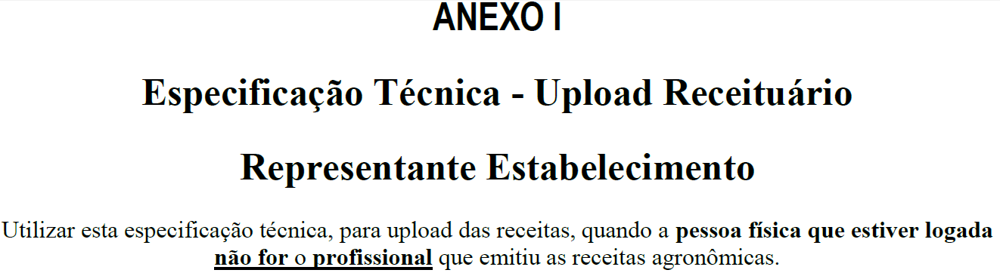 ANEXO I
Especificação Técnica - Upload Receituário
Representante Estabelecimento
Utilizar esta especificação técnica, para upload das receitas, quando a pessoa física que estiver logada
não for o profissional que emitiu as receitas agronômicas.